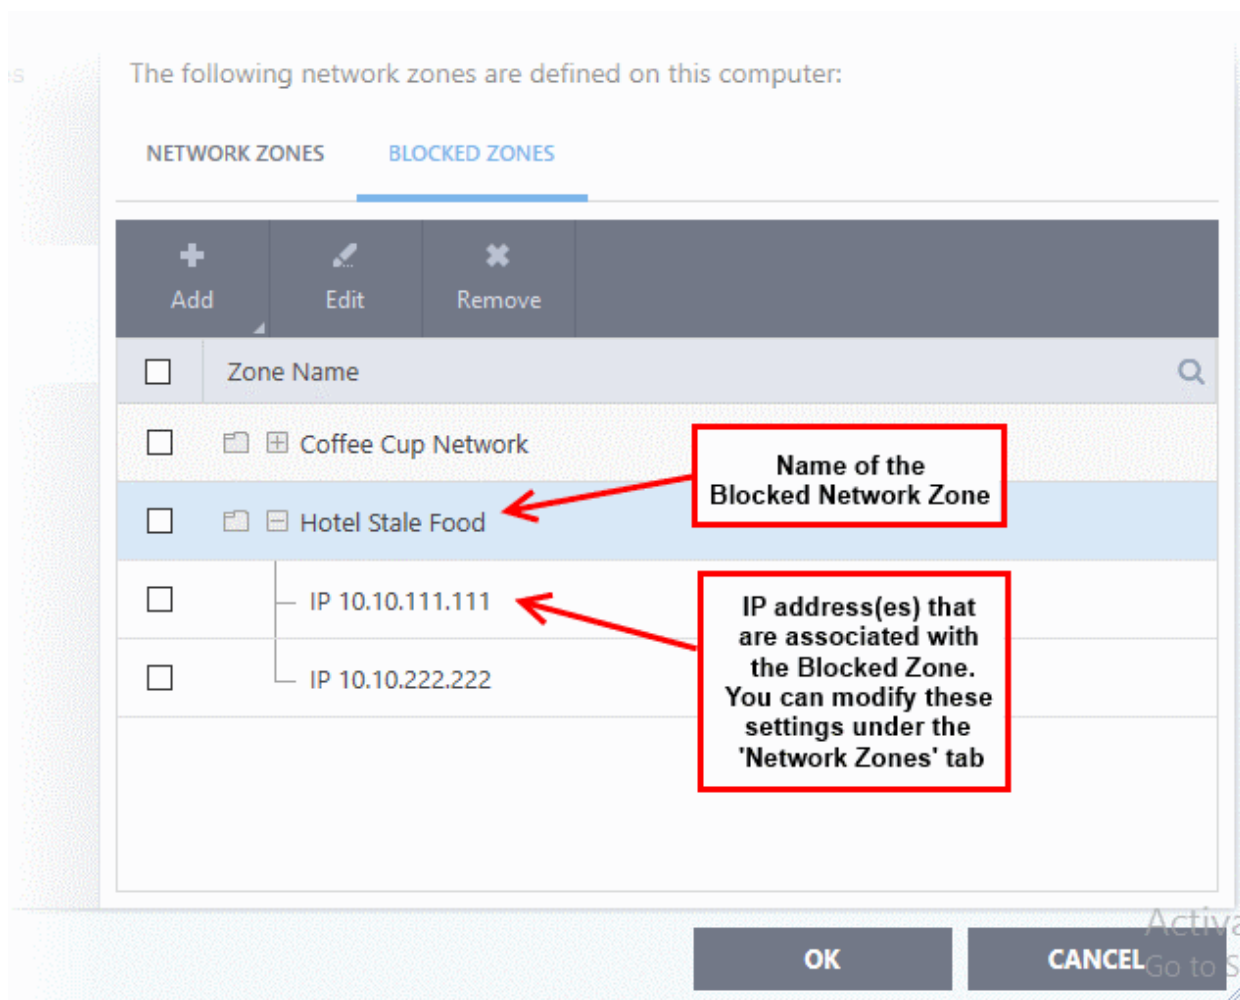 The following network zones are defined on this computer:
NETWORK ZONES BLOCKED ZONES
Add Edit Remove
Zone Name
Coffee Cup Network
Name of the
Blocked Network Zone
Hotel Stale Food
IP 10.10.111.111
IP address(es) that
are associated with
the Blocked Zone.
You can modify these
settings under the
'Network Zones' tab
IP 10.10.222.222
OK CANCEL
Go to